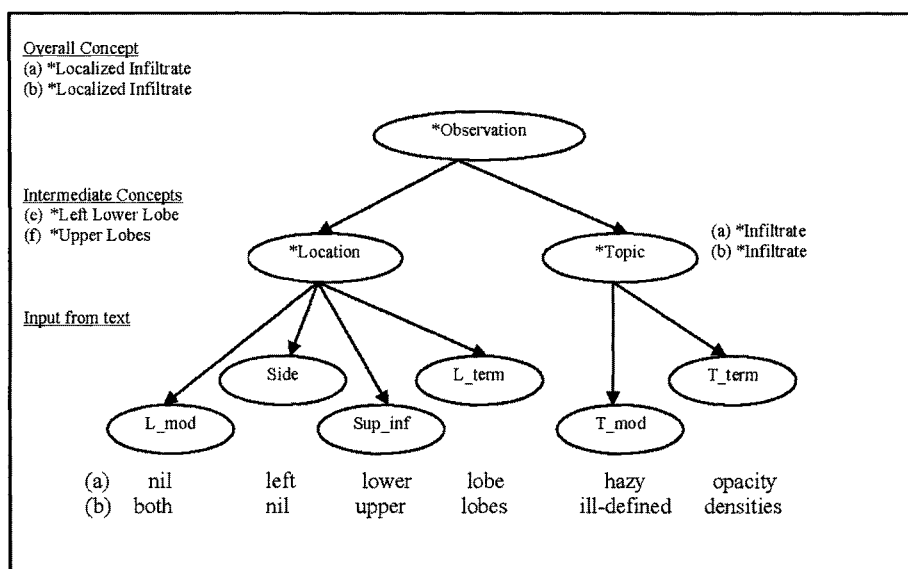 Overall Concept
(a) *Localized Infiltrate
(b) *Localized Infiltrate
*Observation
Intermediate Concepts
(e) *Left Lower Lobe
(f) *Upper Lobes
*Location
*Topic
(a) *Infiltrate
(b) *Infiltrate
Input from text
Side
L_term
T_term
L_mod
Sup_inf
T_mod
(a) nil left lower lobe hazy opacity
(b) both nil upper lobes ill-defined densities